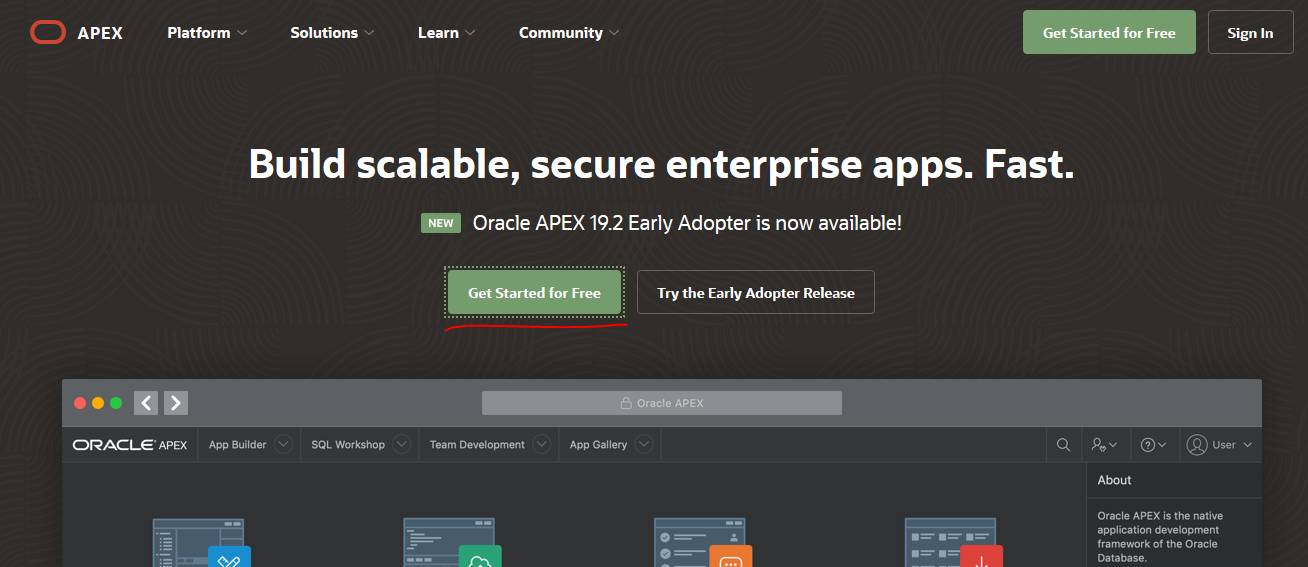 APEX Platform Solutions Learn Community Get Started for Free Sign In
Build scalable, secure enterprise apps. Fast.
NEW Oracle APEX 19.2 Early Adopter is now available!
Get Started for Free Try the Early Adopter Release
Oracle APEX
ORACLE APEX App Builder SQL Workshop Team Development App Gallery User
About
Oracle APEX is the native
application development
framework of the Oracle
Database.